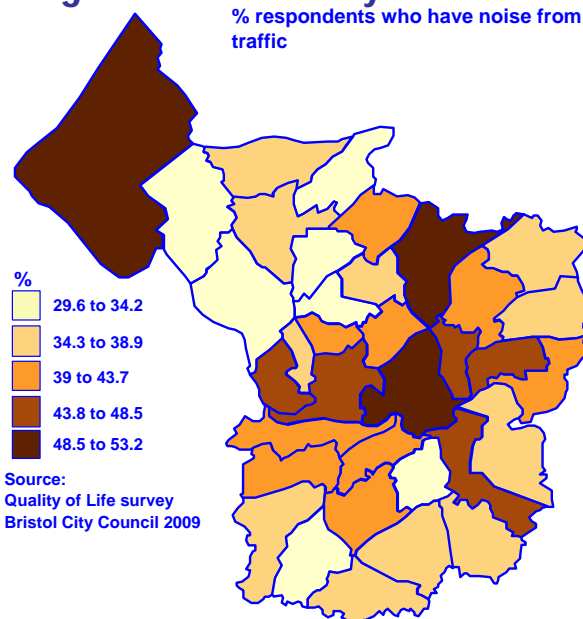 % respondents who have noise from
traffic
%
29.6 to 34.2
34.3 to 38.9
39 to 43.7
43.8 to 48.5
48.5 to 53.2
Source:
Quality of Life survey
Bristol City Council 2009